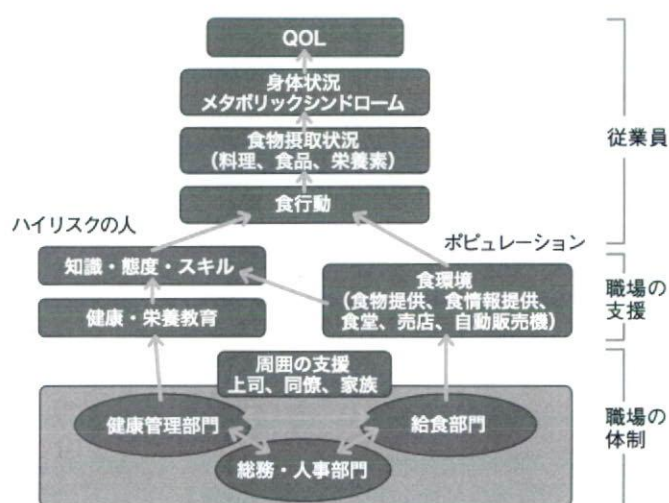 QOL
身体状況
メタボリックシンドローム
食物摂取状況
(料理、食品、栄養素)
食行動
従業員
ハイリスクの人
ポピュレーション
知識・態度・スキル
健康・栄養教育
食環境
(食物提供、食情報提供、
食堂、売店、自動販売機)
職場の
支援
周囲の支援
上司、同僚、家族
健康管理部門
給食部門
総務・人事部門
職場の
体制